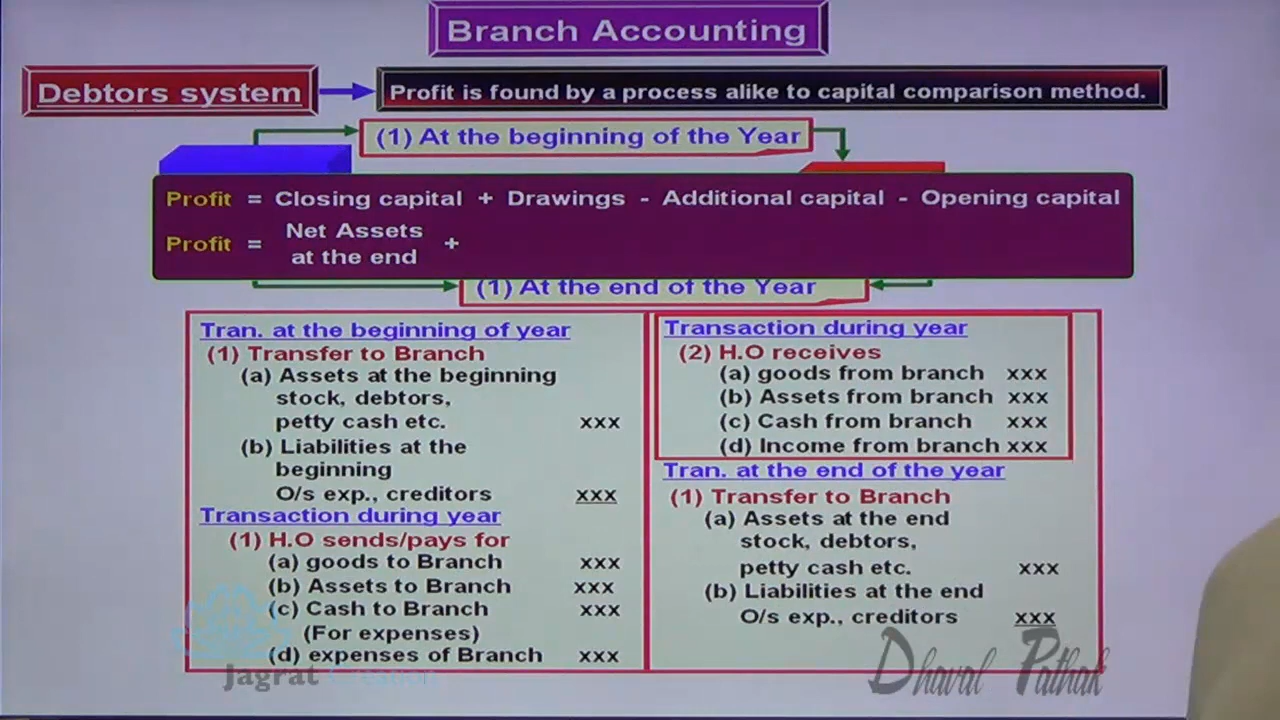 Branch Accounting
Debtors system
Profit is found by a process alike to capital comparison method.
(1) At the beginning of the Year
Profit = Closing capital + Drawings - Additional capital - Opening capital
Profit = Net Assets at the end +
(1) At the end of the Year
Tran. at the beginning of year
(1) Transfer to Branch
(a) Assets at the beginning
stock, debtors,
petty cash etc. xxx
(b) Liabilities at the
beginning
O/s exp., creditors xxx
Transaction during year
(1) H.O sends/pays for
(a) goods to Branch xxx
(b) Assets to Branch xxx
(c) Cash to Branch xxx
(For expenses)
(d) expenses of Branch xxx
Transaction during year
(2) H.O receives
(a) goods from branch xxx
(b) Assets from branch xxx
(c) Cash from branch xxx
(d) Income from branch xxx
Tran. at the end of the year
(1) Transfer to Branch
(a) Assets at the end
stock, debtors,
petty cash etc. xxx
(b) Liabilities at the end
O/s exp., creditors xxx
Jagrat Creation
Dhaval Pathak